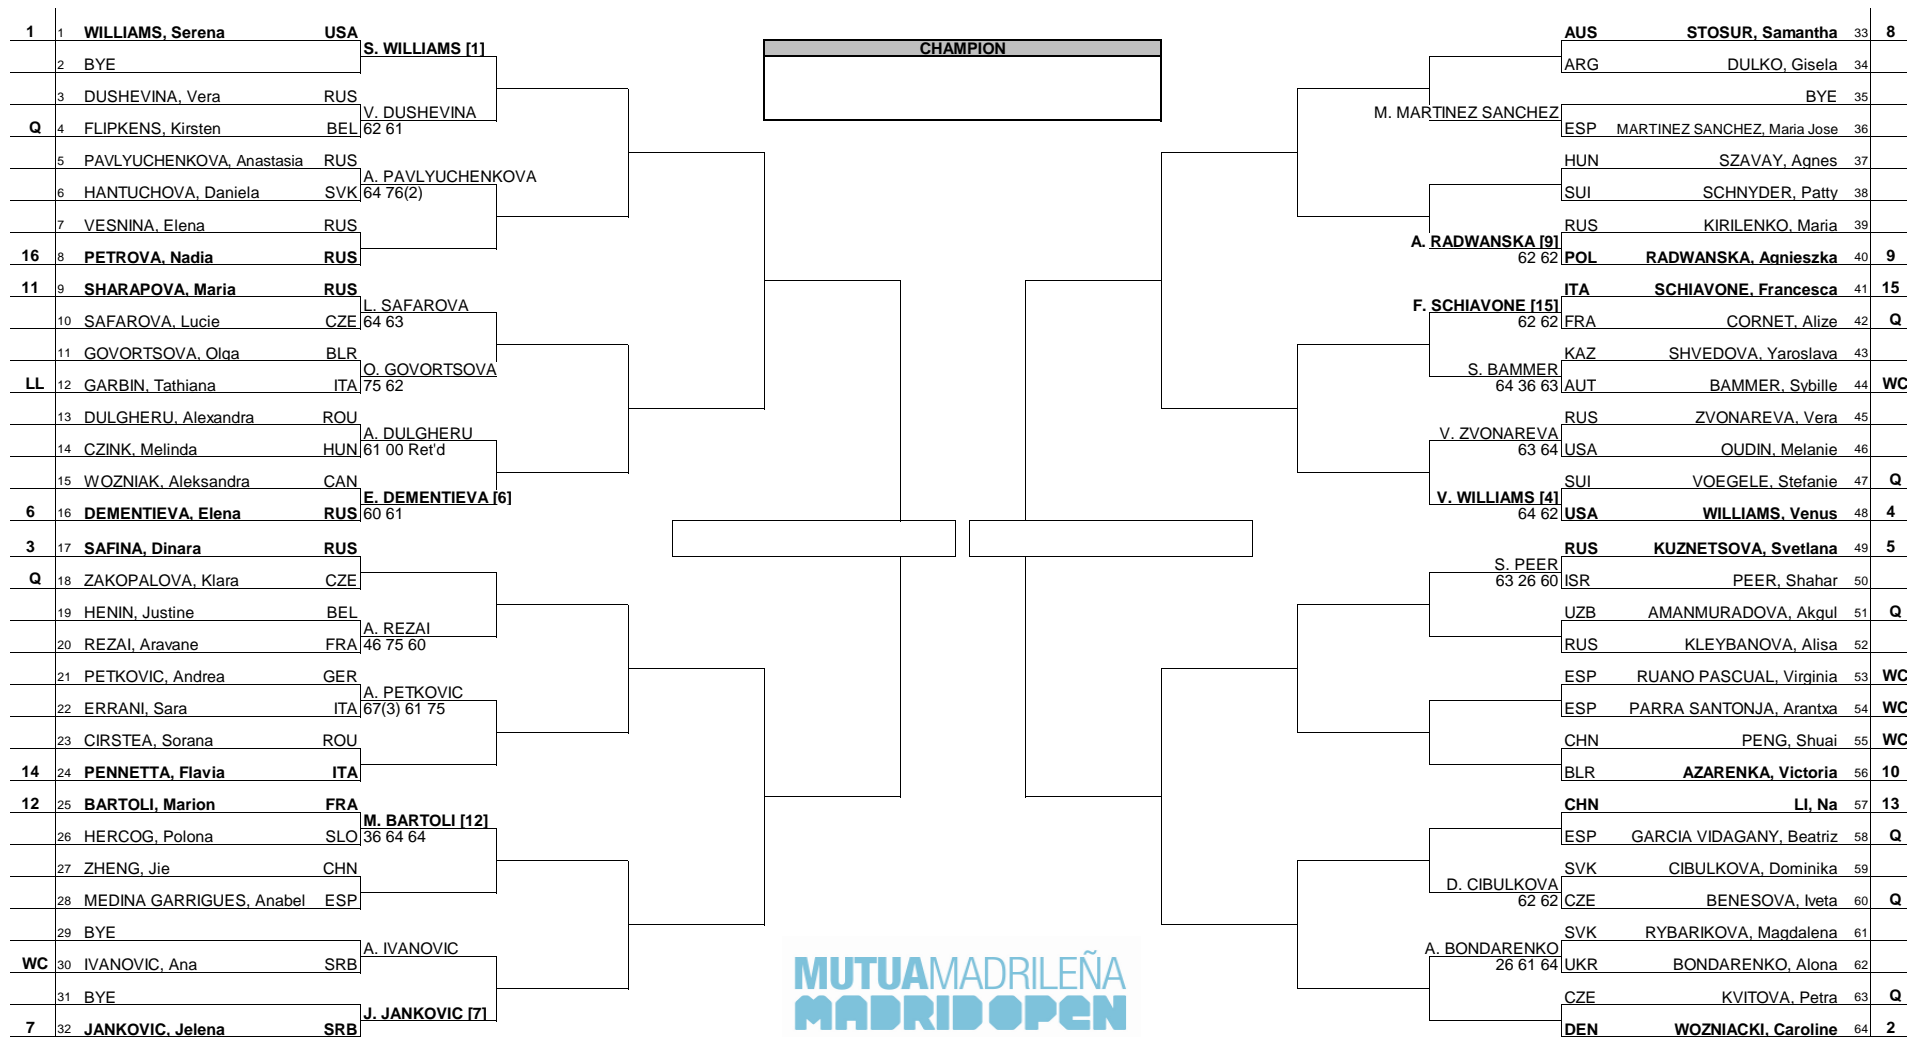 1 1 WILLIAMS, Serena USA
S. WILLIAMS [1]
2 BYE
3 DUSHEVINA, Vera RUS
V. DUSHEVINA
Q 4 FLIPKENS, Kirsten BEL 62 61
5 PAVLYUCHENKOVA, Anastasia RUS
A. PAVLYUCHENKOVA
6 HANTUCHOVA, Daniela SVK 64 76(2)
7 VESNINA, Elena RUS
16 8 PETROVA, Nadia RUS
11 9 SHARAPOVA, Maria RUS
L. SAFAROVA
10 SAFAROVA, Lucie CZE 64 63
11 GOVORTSOVA, Olga BLR
O. GOVORTSOVA
LL 12 GARBIN, Tathiana ITA 75 62
13 DULGHERU, Alexandra ROU
A. DULGHERU
14 CZINK, Melinda HUN 61 00 Ret'd
15 WOZNIAK, Aleksandra CAN
E. DEMENTIEVA [6]
6 16 DEMENTIEVA, Elena RUS 60 61
3 17 SAFINA, Dinara RUS
Q 18 ZAKOPALOVA, Klara CZE
19 HENIN, Justine BEL
A. REZAI
20 REZAI, Aravane FRA 46 75 60
21 PETKOVIC, Andrea GER
A. PETKOVIC
22 ERRANI, Sara ITA 67(3) 61 75
23 CIRSTEA, Sorana ROU
14 24 PENNETTA, Flavia ITA
12 25 BARTOLI, Marion FRA
M. BARTOLI [12]
26 HERCOG, Polona SLO 36 64 64
27 ZHENG, Jie CHN
28 MEDINA GARRIGUES, Anabel ESP
29 BYE
A. IVANOVIC
WC 30 IVANOVIC, Ana SRB
31 BYE
J. JANKOVIC [7]
7 32 JANKOVIC, Jelena SRB
CHAMPION
MUTUAMADRILEÑA
MADRID OPEN
AUS STOSUR, Samantha 33 8
ARG DULKO, Gisela 34
BYE 35
M. MARTINEZ SANCHEZ
ESP MARTINEZ SANCHEZ, Maria Jose 36
HUN SZAVAY, Agnes 37
SUI SCHNYDER, Patty 38
RUS KIRILENKO, Maria 39
A. RADWANSKA [9]
62 62 POL RADWANSKA, Agnieszka 40 9
ITA SCHIAVONE, Francesca 41 15
F. SCHIAVONE [15]
62 62 FRA CORNET, Alize 42 Q
KAZ SHVEDOVA, Yaroslava 43
S. BAMMER
64 36 63 AUT BAMMER, Sybille 44 WC
RUS ZVONAREVA, Vera 45
V. ZVONAREVA
63 64 USA OUDIN, Melanie 46
SUI VOEGELE, Stefanie 47 Q
V. WILLIAMS [4]
64 62 USA WILLIAMS, Venus 48 4
RUS KUZNETSOVA, Svetlana 49 5
S. PEER
63 26 60 ISR PEER, Shahar 50
UZB AMANMURADOVA, Akgul 51 Q
RUS KLEYBANOVA, Alisa 52
ESP RUANO PASCUAL, Virginia 53 WC
ESP PARRA SANTONJA, Arantxa 54 WC
CHN PENG, Shuai 55 WC
BLR AZARENKA, Victoria 56 10
CHN LI, Na 57 13
ESP GARCIA VIDAGANY, Beatriz 58 Q
SVK CIBULKOVA, Dominika 59
D. CIBULKOVA
62 62 CZE BENESOVA, Iveta 60 Q
SVK RYBARIKOVA, Magdalena 61
A. BONDARENKO
26 61 64 UKR BONDARENKO, Alona 62
CZE KVITOVA, Petra 63 Q
DEN WOZNIACKI, Caroline 64 2